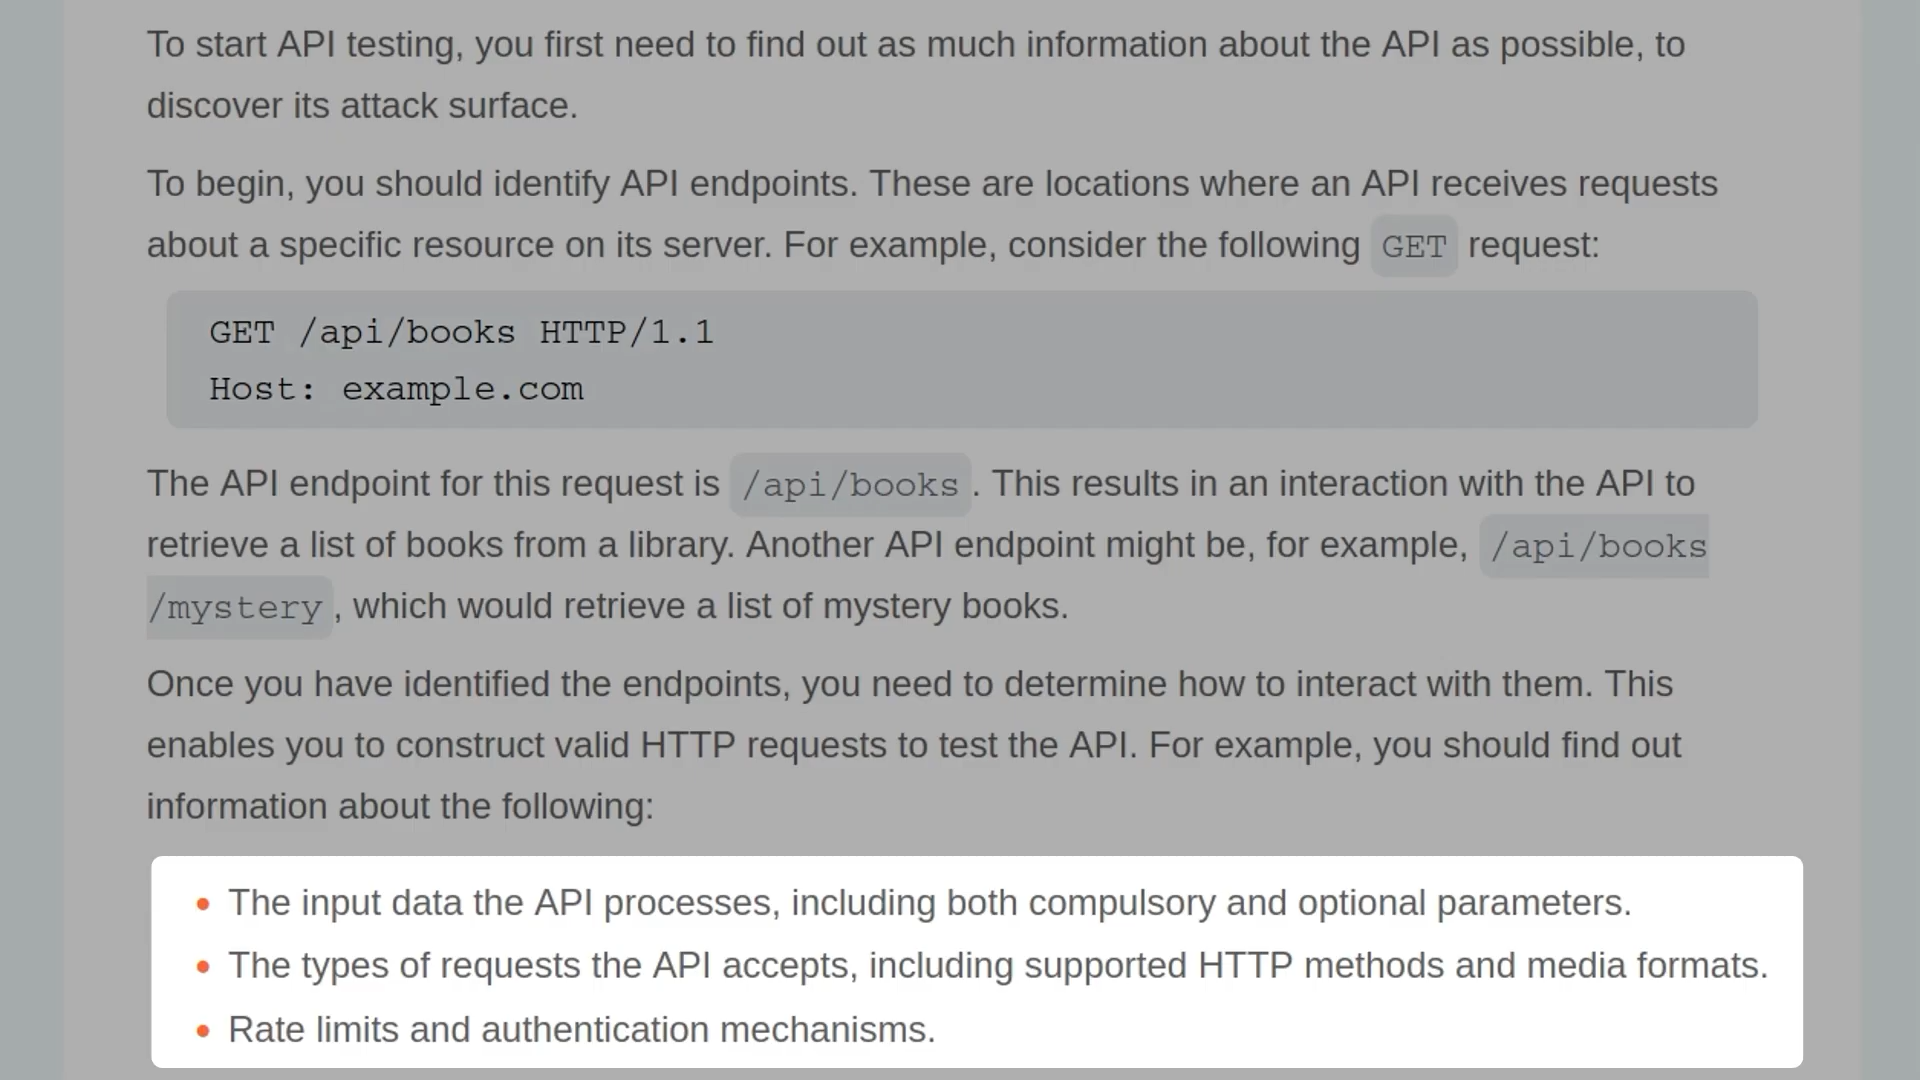 To start API testing, you first need to find out as much information about the API as possible, to
discover its attack surface.
To begin, you should identify API endpoints. These are locations where an API receives requests
about a specific resource on its server. For example, consider the following GET request:
GET /api/books HTTP/1.1
Host: example.com
The API endpoint for this request is /api/books. This results in an interaction with the API to
retrieve a list of books from a library. Another API endpoint might be, for example, /api/books
/mystery, which would retrieve a list of mystery books.
Once you have identified the endpoints, you need to determine how to interact with them. This
enables you to construct valid HTTP requests to test the API. For example, you should find out
information about the following:
• The input data the API processes, including both compulsory and optional parameters.
• The types of requests the API accepts, including supported HTTP methods and media formats.
• Rate limits and authentication mechanisms.